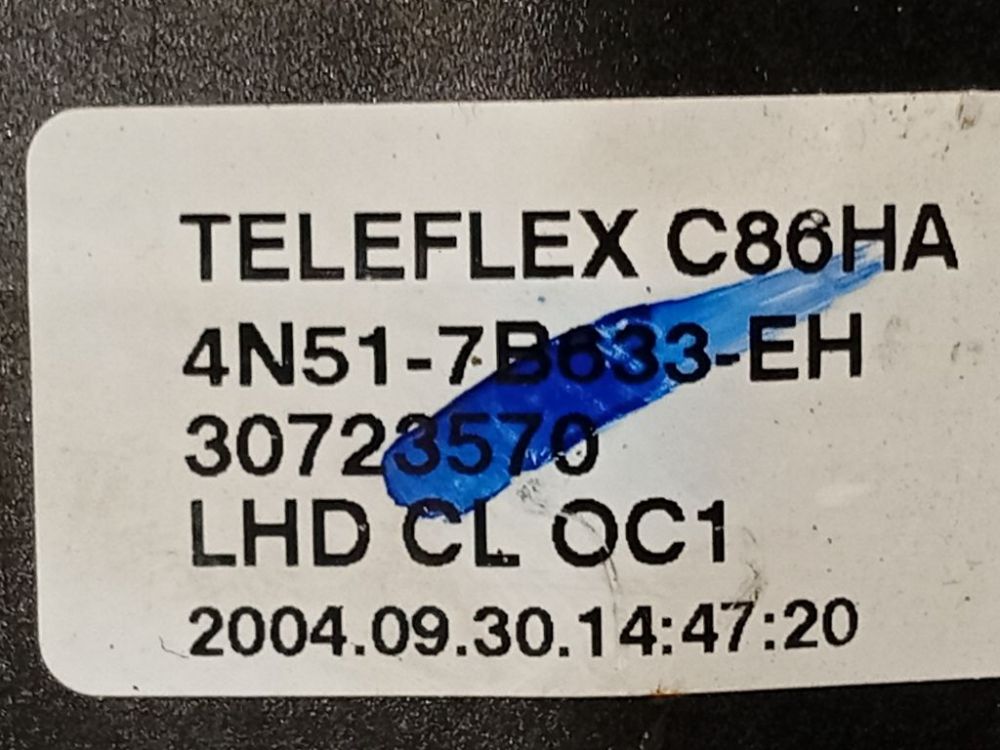 TELEFLEX C86HA
4N51-7B633-EH
30723570
LHD CL OC1
2004.09.30.14:47:20